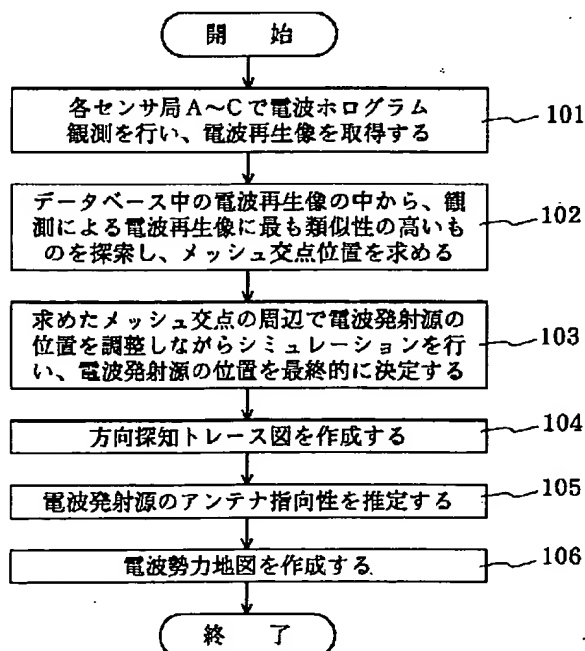 開 始
各センサ局A～Cで電波ホログラム
観測を行い、電波再生像を取得する
101
データベース中の電波再生像の中から、観
測による電波再生像に最も類似性の高いも
のを探索し、メッシュ交点位置を求める
102
求めたメッシュ交点の周辺で電波発射源の
位置を調整しながらシミュレーションを行
い、電波発射源の位置を最終的に決定する
103
方向探知トレース図を作成する
104
電波発射源のアンテナ指向性を推定する
105
電波勢力地図を作成する
106
終 了